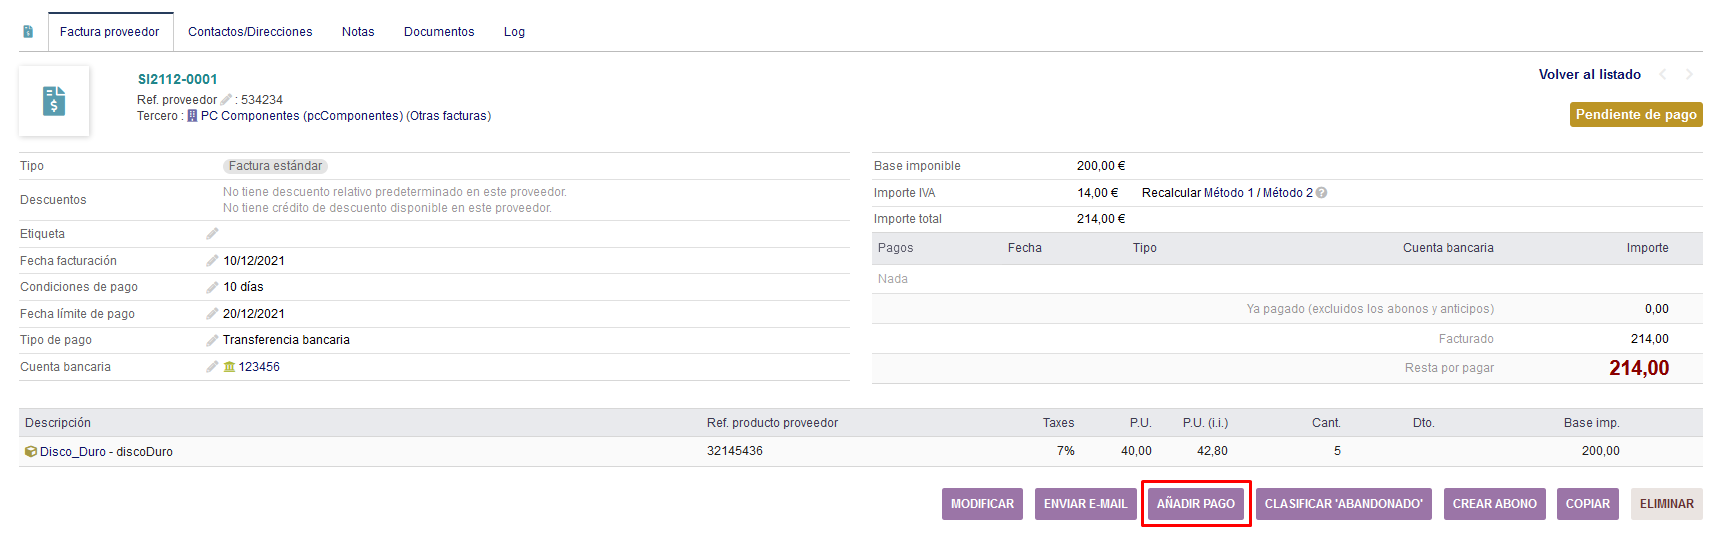 Factura proveedor Contactos/Direcciones Notas Documentos Log
SI2112-0001
Ref. proveedor : 534234
Tercero : PC Componentes (pcComponentes) (Otras facturas)
Volver al listado
Pendiente de pago
Tipo Factura estándar
Descuentos No tiene descuento relativo predeterminado en este proveedor.
No tiene crédito de descuento disponible en este proveedor.
Etiqueta
Fecha facturación 10/12/2021
Condiciones de pago 10 días
Fecha límite de pago 20/12/2021
Tipo de pago Transferencia bancaria
Cuenta bancaria 123456
Base imponible 200,00 €
Importe IVA 14,00 € Recalcular Método 1 / Método 2 ?
Importe total 214,00 €
Pagos Fecha Tipo Cuenta bancaria Importe
Nada
Ya pagado (excluidos los abonos y anticipos) 0,00
Facturado 214,00
Resta por pagar 214,00
Descripción Ref. producto proveedor Taxes P.U. P.U. (i.i.) Cant. Dto. Base imp.
Disco_Duro - discoDuro 32145436 7% 40,00 42,80 5 200,00
MODIFICAR ENVIAR E-MAIL AÑADIR PAGO CLASIFICAR 'ABANDONADO' CREAR ABONO COPIAR ELIMINAR